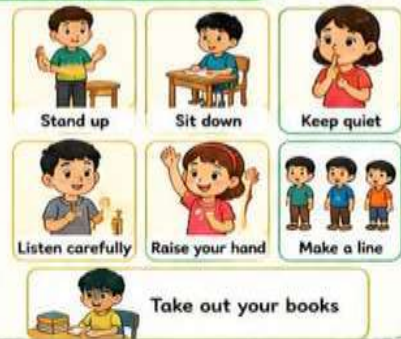 Stand up
Sit down
Keep quiet
Listen carefully
Raise your hand
Make a line
Take out your books